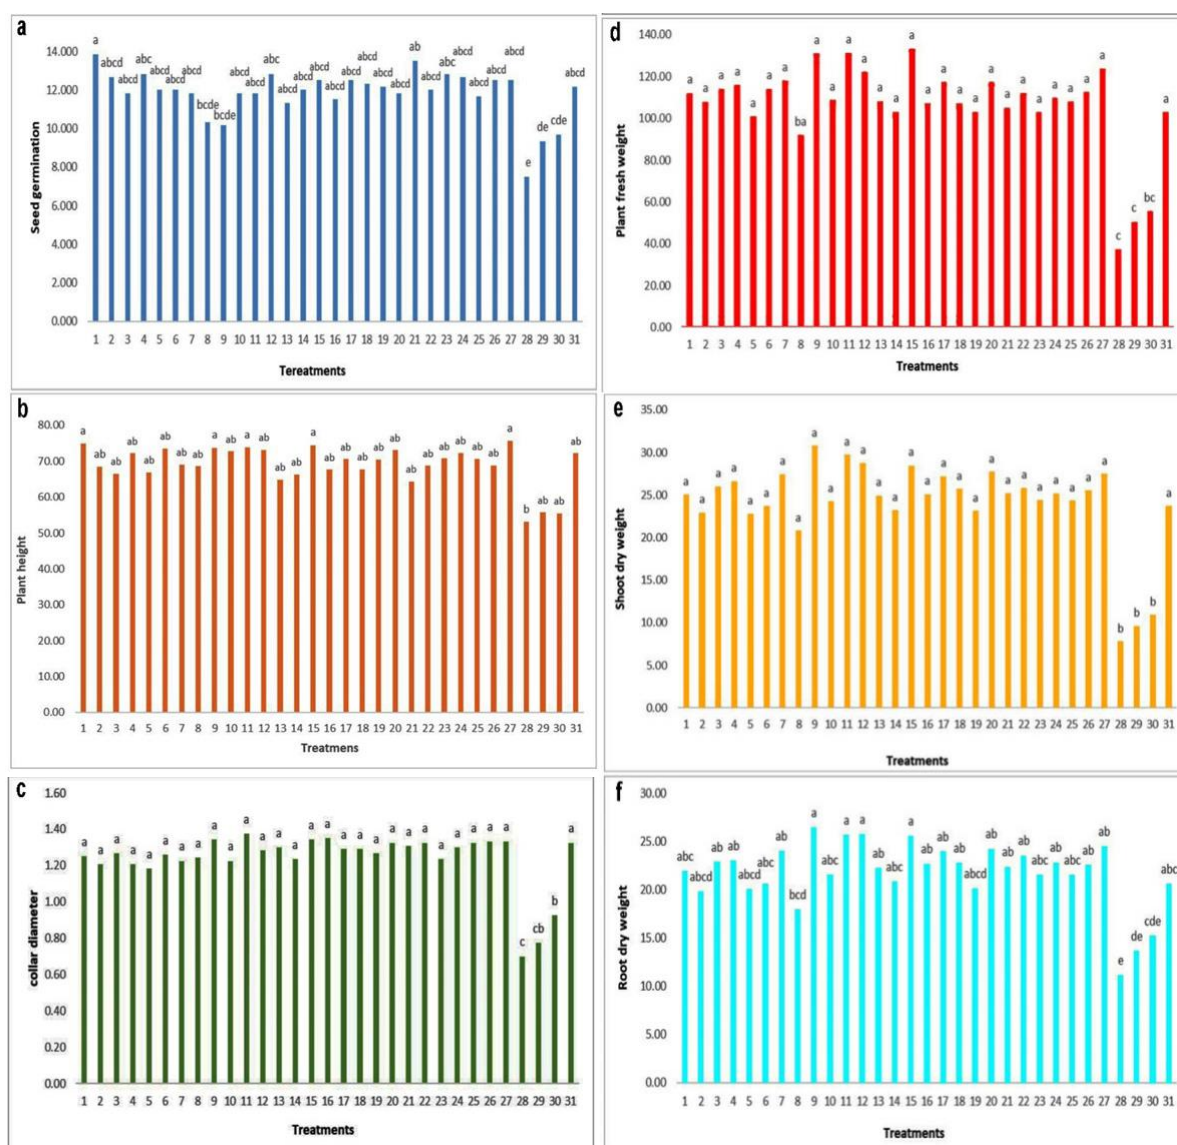 a
Seed germination
14.000
12.000
10.000
8.000
6.000
4.000
2.000
0.000
a abcd abcd abc abcd abcd abcd bcde bcde abcd abcd abc abcd abcd abcd abcd abcd abcd abcd abcd ab abcd abc abcd abcd abcd abcd e de cde abcd
1 2 3 4 5 6 7 8 9 10 11 12 13 14 15 16 17 18 19 20 21 22 23 24 25 26 27 28 29 30 31
Tereatments
b
Plant height
80.00
70.00
60.00
50.00
40.00
30.00
20.00
10.00
0.00
a ab ab ab ab ab ab ab a ab a ab ab ab a ab ab ab ab ab ab ab ab ab ab ab a b ab ab ab
1 2 3 4 5 6 7 8 9 10 11 12 13 14 15 16 17 18 19 20 21 22 23 24 25 26 27 28 29 30 31
Treatmens
c
collar diameter
1.60
1.40
1.20
1.00
0.80
0.60
0.40
0.20
0.00
a a a a a a a a a a a a a a a a a a a a a a a a a a a c cb b a
1 2 3 4 5 6 7 8 9 10 11 12 13 14 15 16 17 18 19 20 21 22 23 24 25 26 27 28 29 30 31
Treatments
d
Plant fresh weight
140.00
120.00
100.00
80.00
60.00
40.00
20.00
0.00
a a a a a a a ba a a a a a a a a a a a a a a a a a a a c c bc a
1 2 3 4 5 6 7 8 9 10 11 12 13 14 15 16 17 18 19 20 21 22 23 24 25 26 27 28 29 30 31
Treatments
e
Shoot dry weight
35.00
30.00
25.00
20.00
15.00
10.00
5.00
0.00
a a a a a a a a a a a a a a a a a a a a a a a a a a a b b b a
1 2 3 4 5 6 7 8 9 10 11 12 13 14 15 16 17 18 19 20 21 22 23 24 25 26 27 28 29 30 31
Treatments
f
Root dry weight
30.00
25.00
20.00
15.00
10.00
5.00
0.00
abc abcd ab ab abcd abc ab bcd a abc a a ab abc a ab ab ab abcd ab ab ab abc ab abc ab ab e de cde abc
1 2 3 4 5 6 7 8 9 10 11 12 13 14 15 16 17 18 19 20 21 22 23 24 25 26 27 28 29 30 31
Treatments